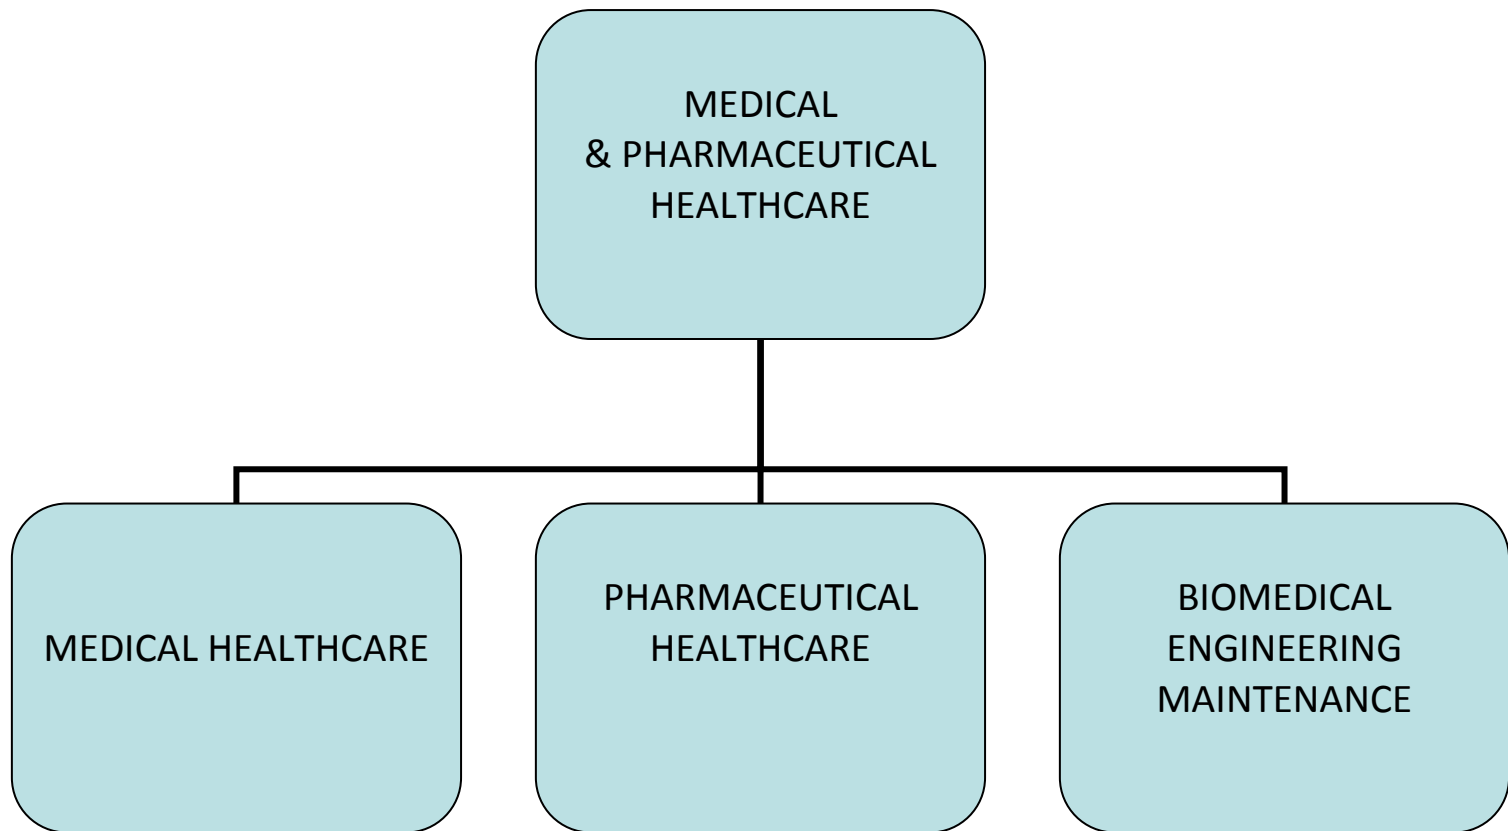 MEDICAL
& PHARMACEUTICAL
HEALTHCARE
MEDICAL HEALTHCARE
PHARMACEUTICAL
HEALTHCARE
BIOMEDICAL
ENGINEERING
MAINTENANCE